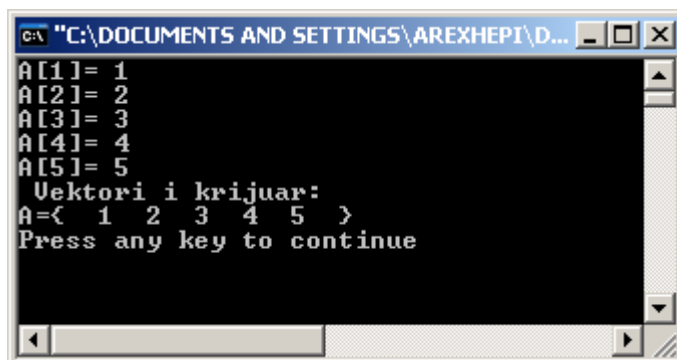 "C:\DOCUMENTS AND SETTINGS\AREXHEPI\D...
A[1]= 1
A[2]= 2
A[3]= 3
A[4]= 4
A[5]= 5
Vektori i krijuar:
A={ 1 2 3 4 5 }
Press any key to continue